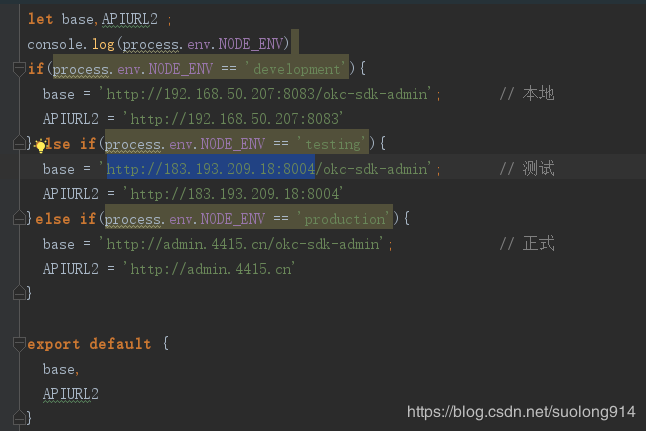 let base,APIURL2 ;
console.log(process.env.NODE_ENV)
if(process.env.NODE_ENV == 'development'){
base = 'http://192.168.50.207:8083/okc-sdk-admin'; // 本地
APIURL2 = 'http://192.168.50.207:8083'
}else if(process.env.NODE_ENV == 'testing'){
base = 'http://183.193.209.18:8004/okc-sdk-admin'; // 测试
APIURL2 = 'http://183.193.209.18:8004'
}else if(process.env.NODE_ENV == 'production'){
base = 'http://admin.4415.cn/okc-sdk-admin'; // 正式
APIURL2 = 'http://admin.4415.cn'
}
export default {
base,
APIURL2
}
https://blog.csdn.net/suolong914